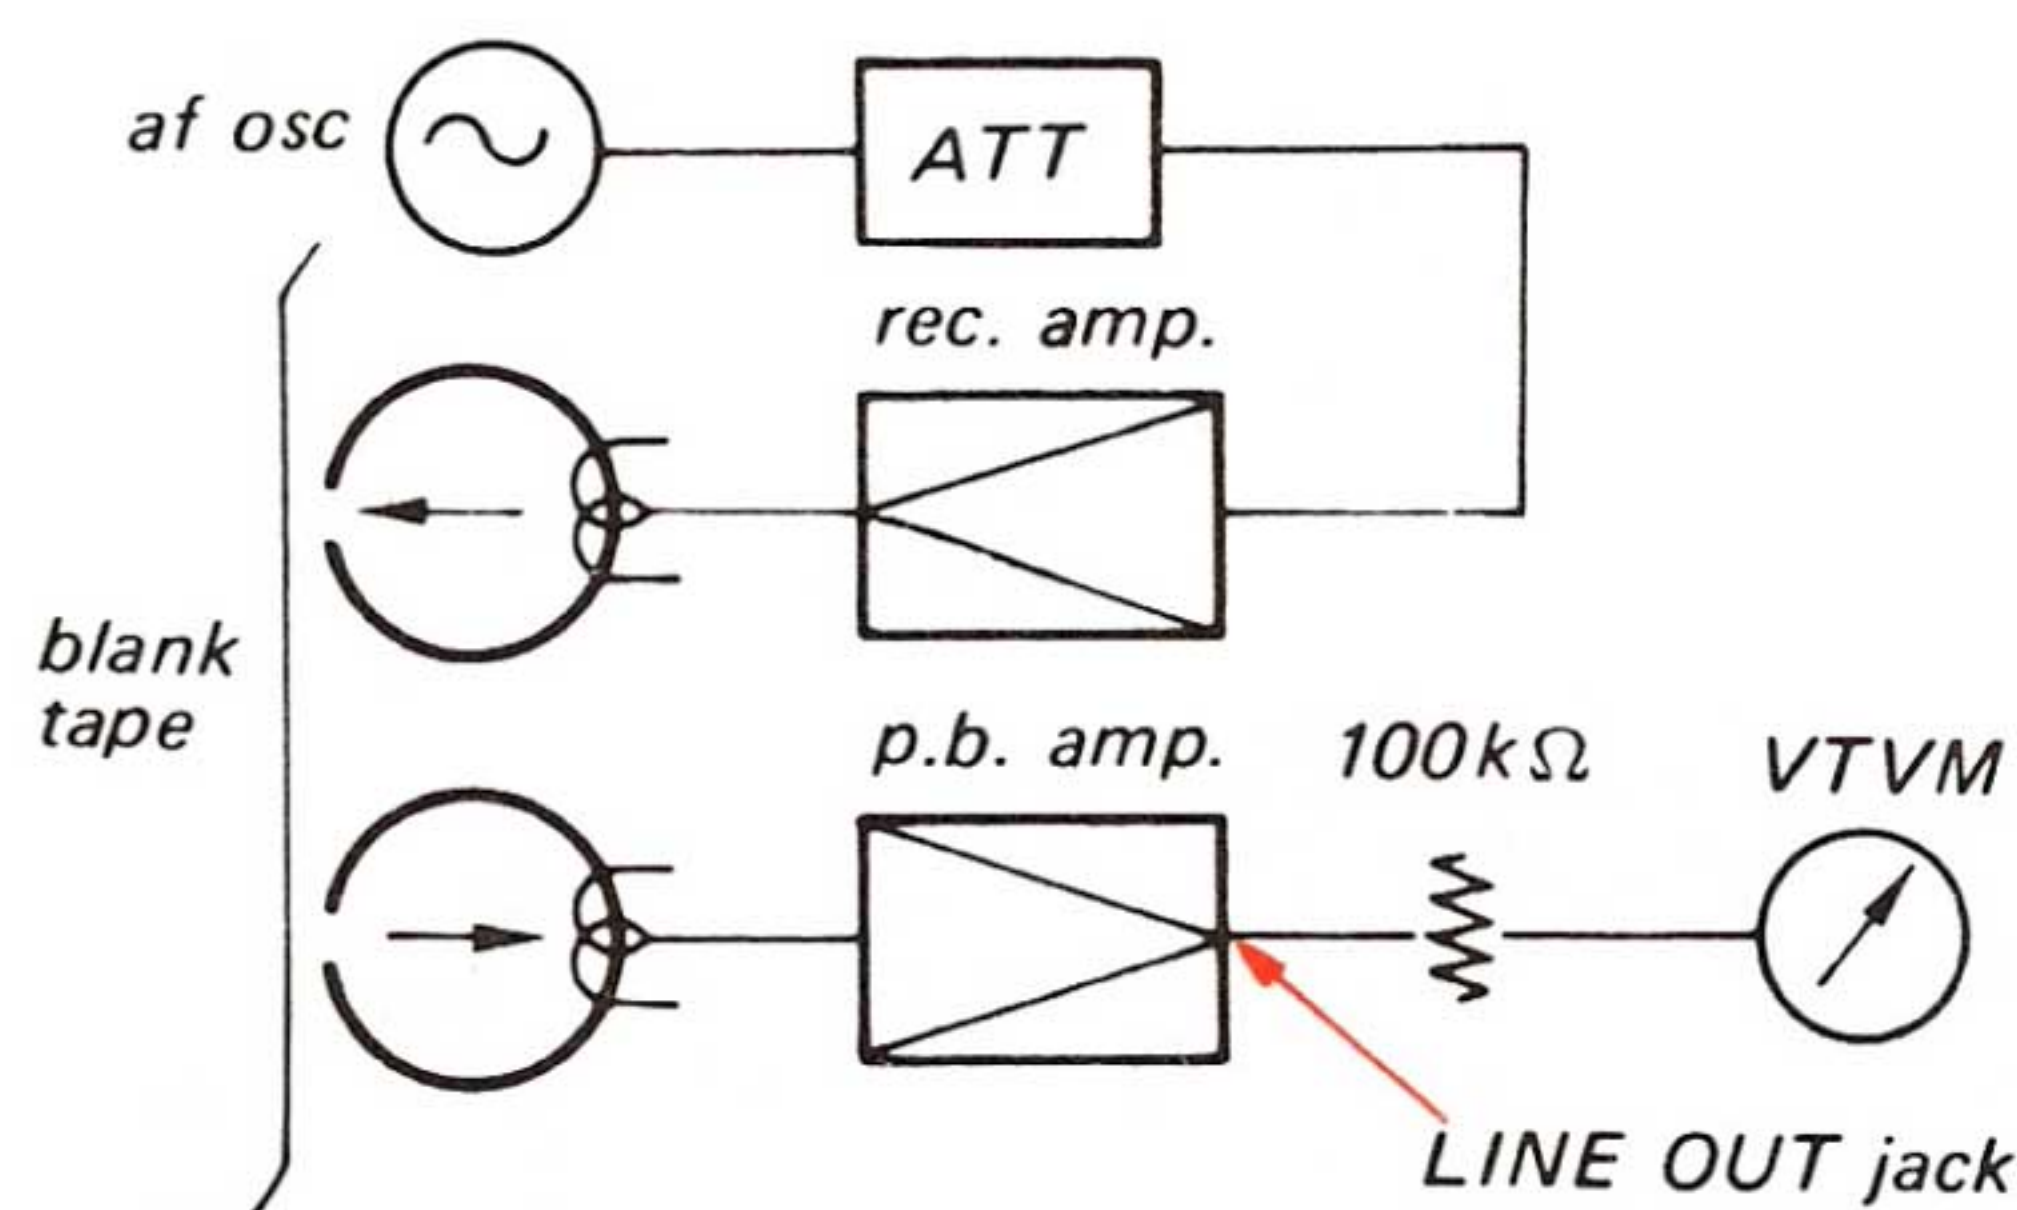 af osc
ATT
rec. amp.
blank
tape
p.b. amp.
100kΩ
VTVM
LINE OUT jack